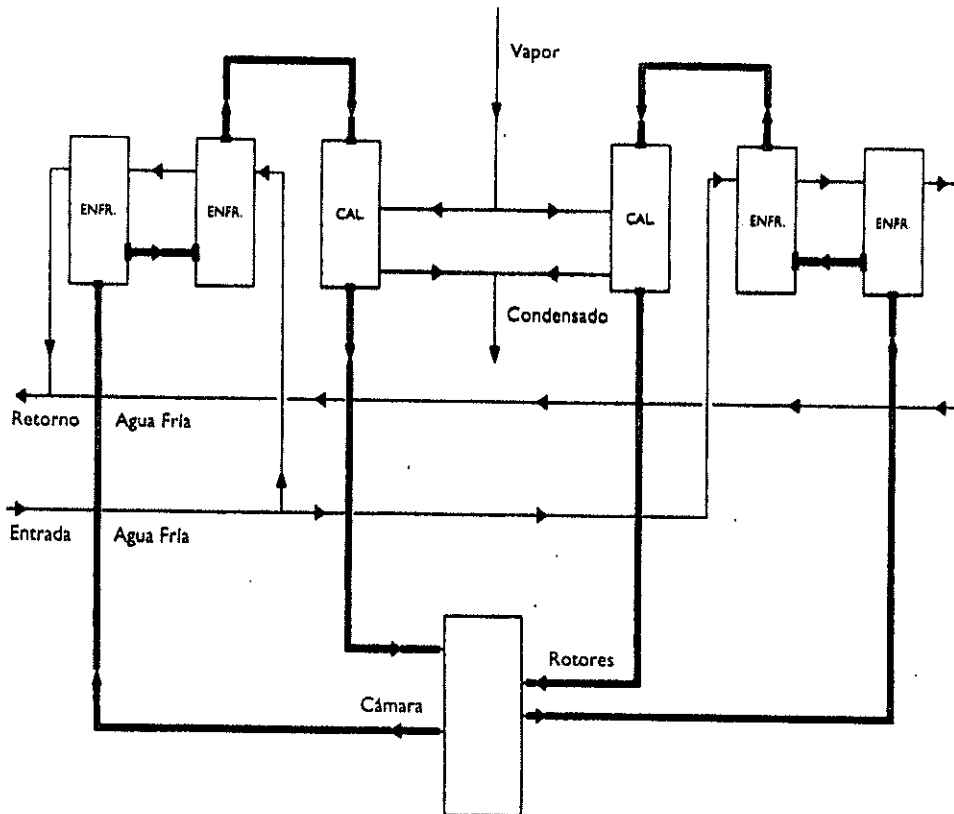 Vapor
ENFR.
ENFR.
CAL
CAL
ENFR.
ENFR.
Condensado
Retorno Agua Fría
Entrada Agua Fría
Rotores
Cámara